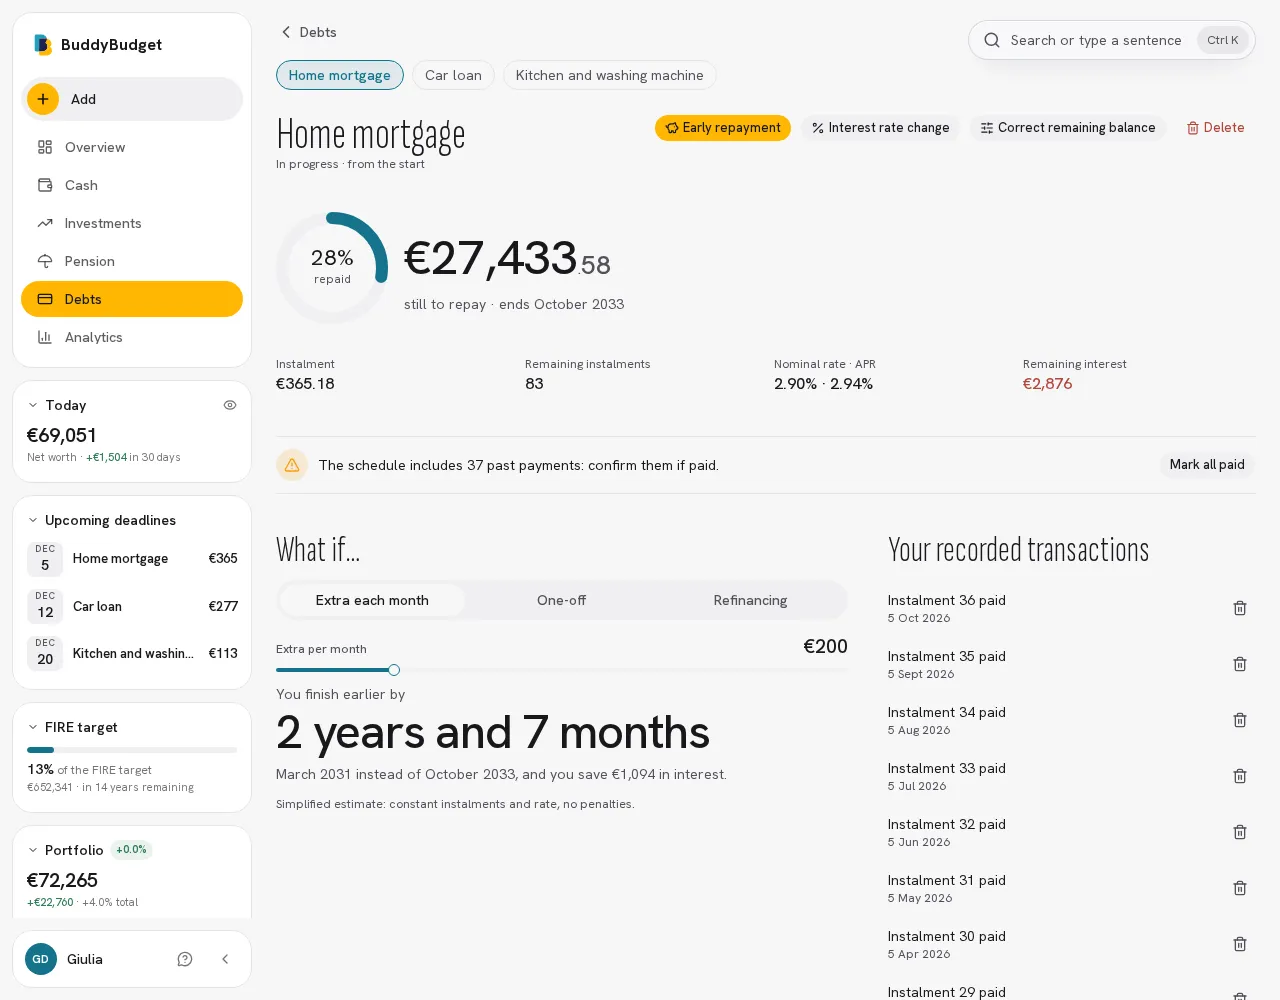 BuddyBudget
Add
Overview
Cash
Investments
Pension
Debts
Analytics
Today
€69,051
Net worth · +€1,504 in 30 days
Upcoming deadlines
DEC
5
Home mortgage
€365
DEC
12
Car loan
€277
DEC
20
Kitchen and washin...
€113
FIRE target
13% of the FIRE target
€652,341 · in 14 years remaining
Portfolio
+0.0%
€72,265
+€22,760 · +4.0% total
GD
Giulia
Debts
Search or type a sentence
Ctrl K
Home mortgage
Car loan
Kitchen and washing machine
Home mortgage
In progress · from the start
Early repayment
Interest rate change
Correct remaining balance
Delete
28%
repaid
€27,433.58
still to repay · ends October 2033
Instalment
€365.18
Remaining instalments
83
Nominal rate · APR
2.90% · 2.94%
Remaining interest
€2,876
The schedule includes 37 past payments: confirm them if paid.
Mark all paid
What if...
Extra each month
One-off
Refinancing
Extra per month
€200
You finish earlier by
2 years and 7 months
March 2031 instead of October 2033, and you save €1,094 in interest.
Simplified estimate: constant instalments and rate, no penalties.
Your recorded transactions
Instalment 36 paid
5 Oct 2026
Instalment 35 paid
5 Sept 2026
Instalment 34 paid
5 Aug 2026
Instalment 33 paid
5 Jul 2026
Instalment 32 paid
5 Jun 2026
Instalment 31 paid
5 May 2026
Instalment 30 paid
5 Apr 2026
Instalment 29 paid